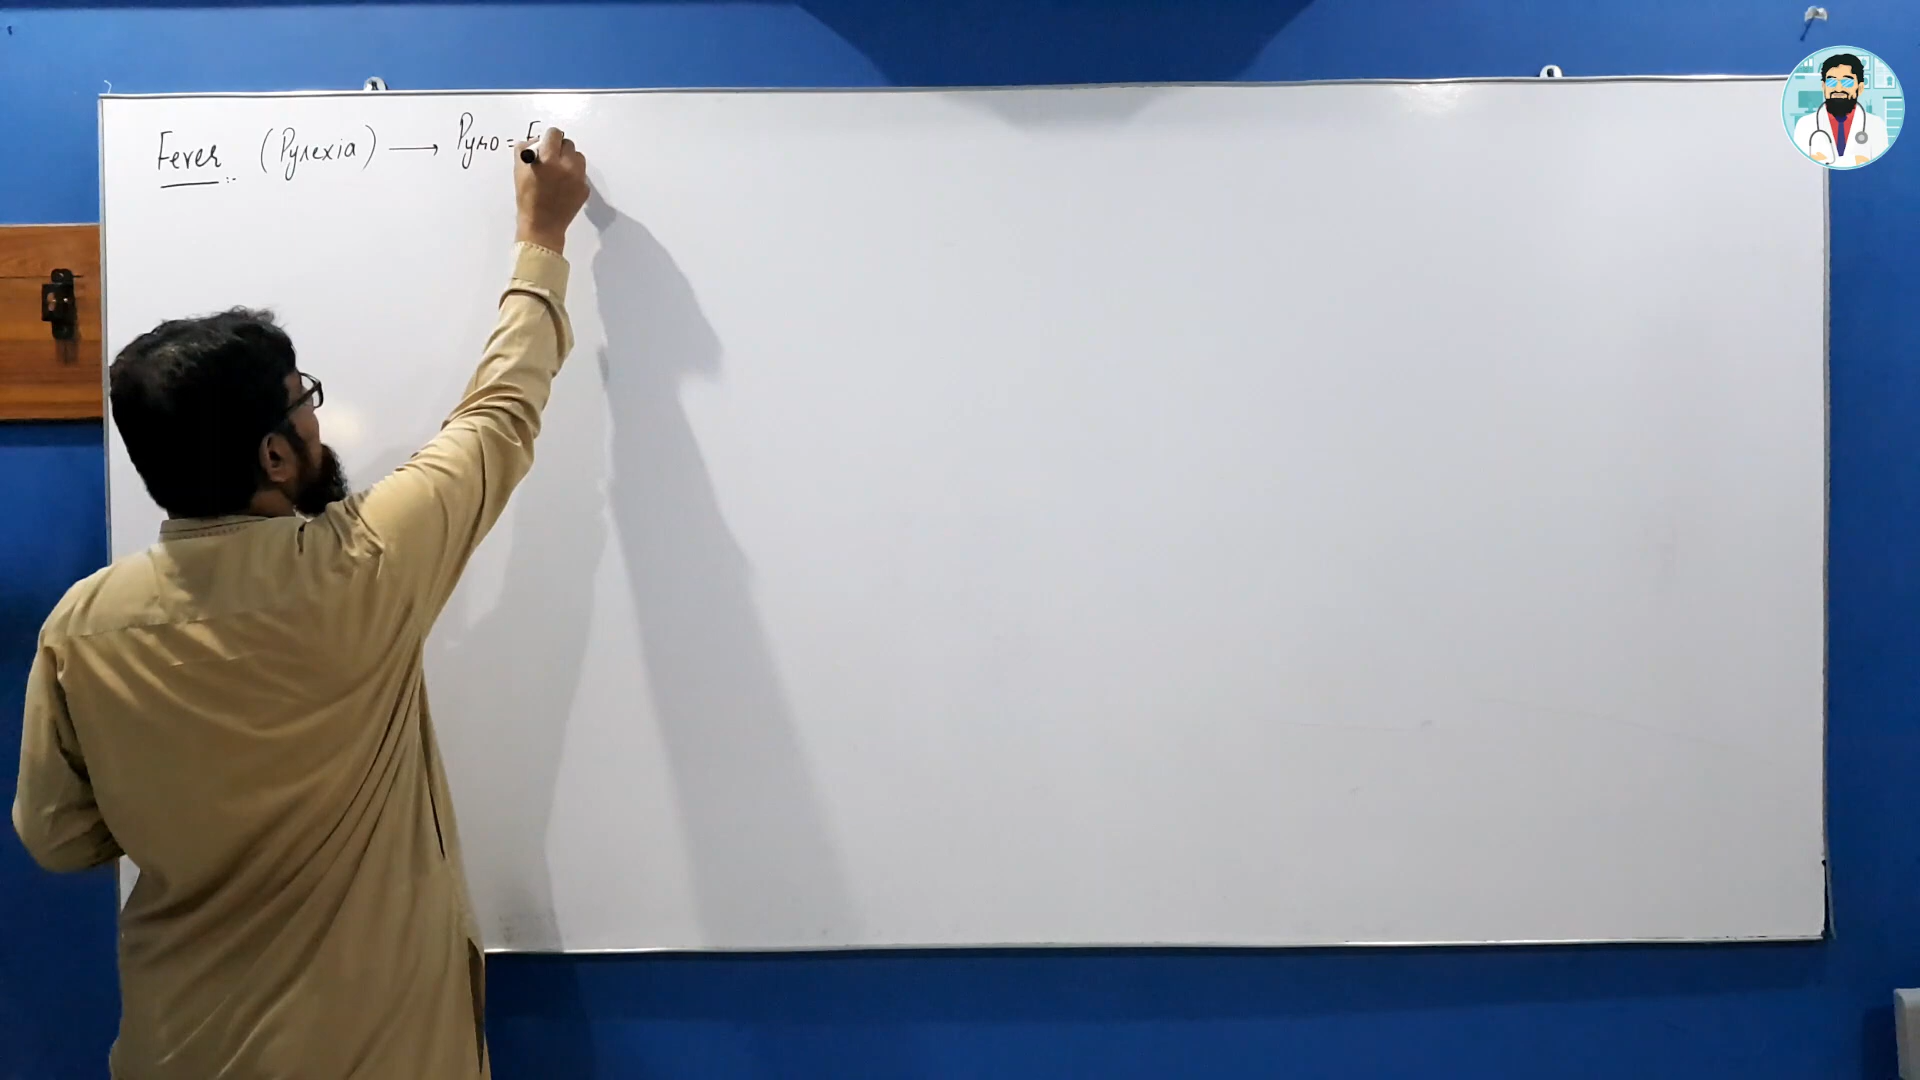 Fever :- (Pyrexia) → Pyro =